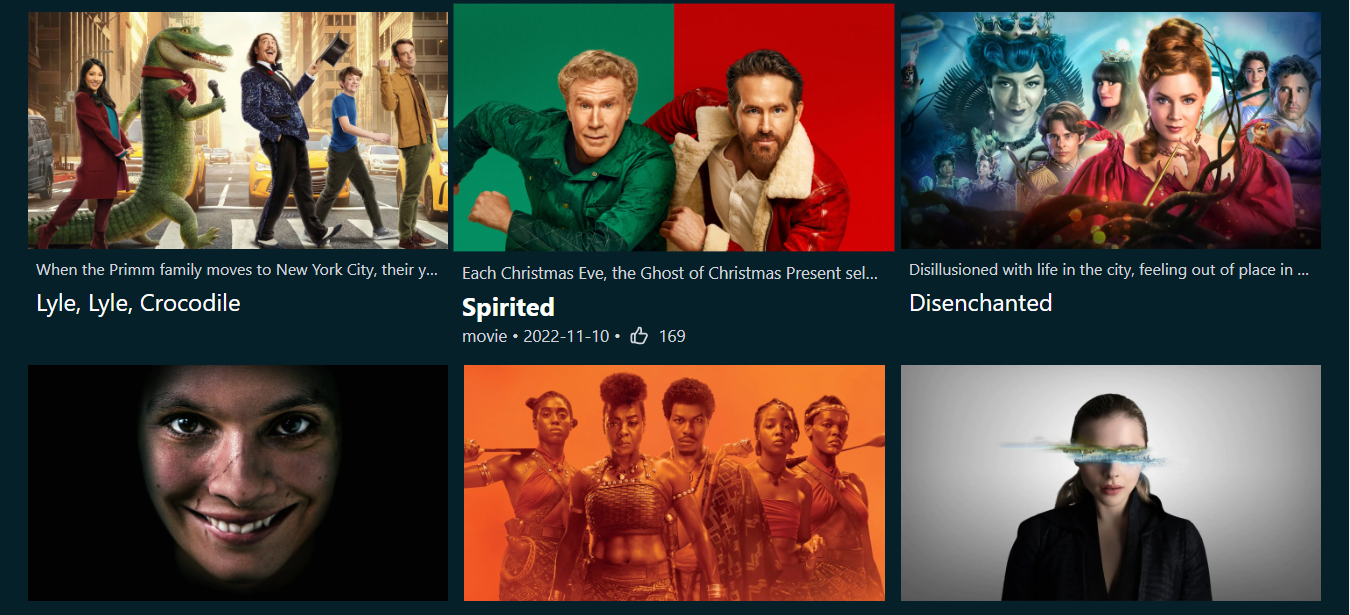 When the Primm family moves to New York City, their y...
Lyle, Lyle, Crocodile
Each Christmas Eve, the Ghost of Christmas Present sel...
Spirited
movie • 2022-11-10 • 169
Disillusioned with life in the city, feeling out of place in ...
Disenchanted